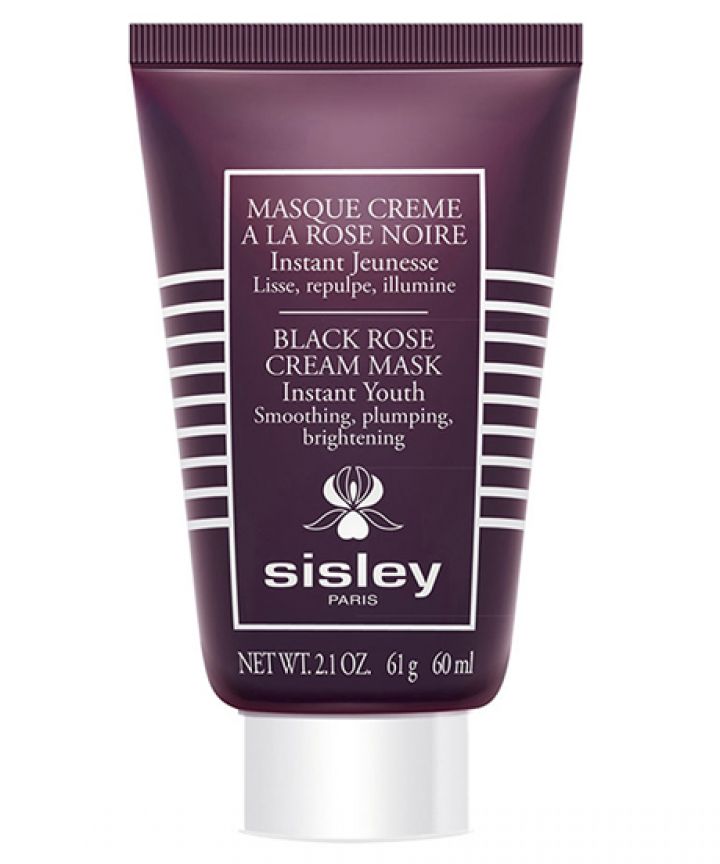 MASQUE CREME
A LA ROSE NOIRE
Instant Jeunesse
Lisse, repulpe, illumine
BLACK ROSE
CREAM MASK
Instant Youth
Smoothing, plumping,
brightening
sisley
PARIS
NET WT. 2.1 OZ. 61 g 60 ml